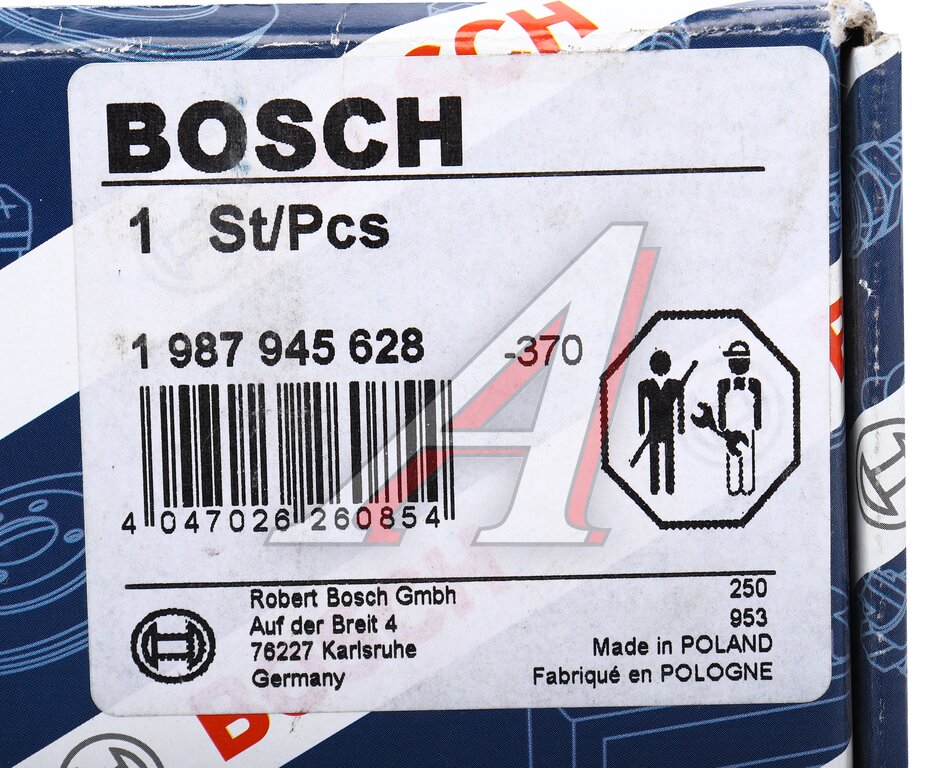 BOSCH
1 St/Pcs
1 987 945 628 -370
4 047026 260854
Robert Bosch Gmbh
Auf der Breit 4
76227 Karlsruhe
Germany
250
953
Made in POLAND
Fabriqué en POLOGNE